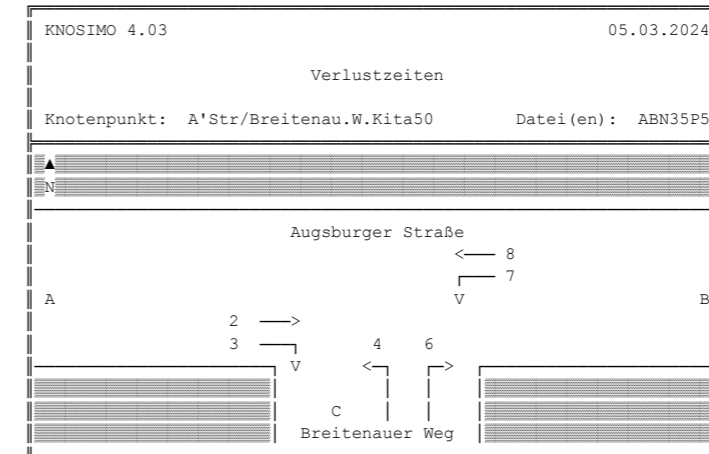 KNOSIMO 4.03 05.03.2024
Verlustzeiten
Knotenpunkt: A'Str/Breitenau.W.Kita50 Datei(en): ABN35P5
▲
N
Augsburger Straße
<─── 8
┌─── 7
A V B
2 ───>
3 ───┐ 4 6
V <─┐ ┌─>
C
Breitenauer Weg